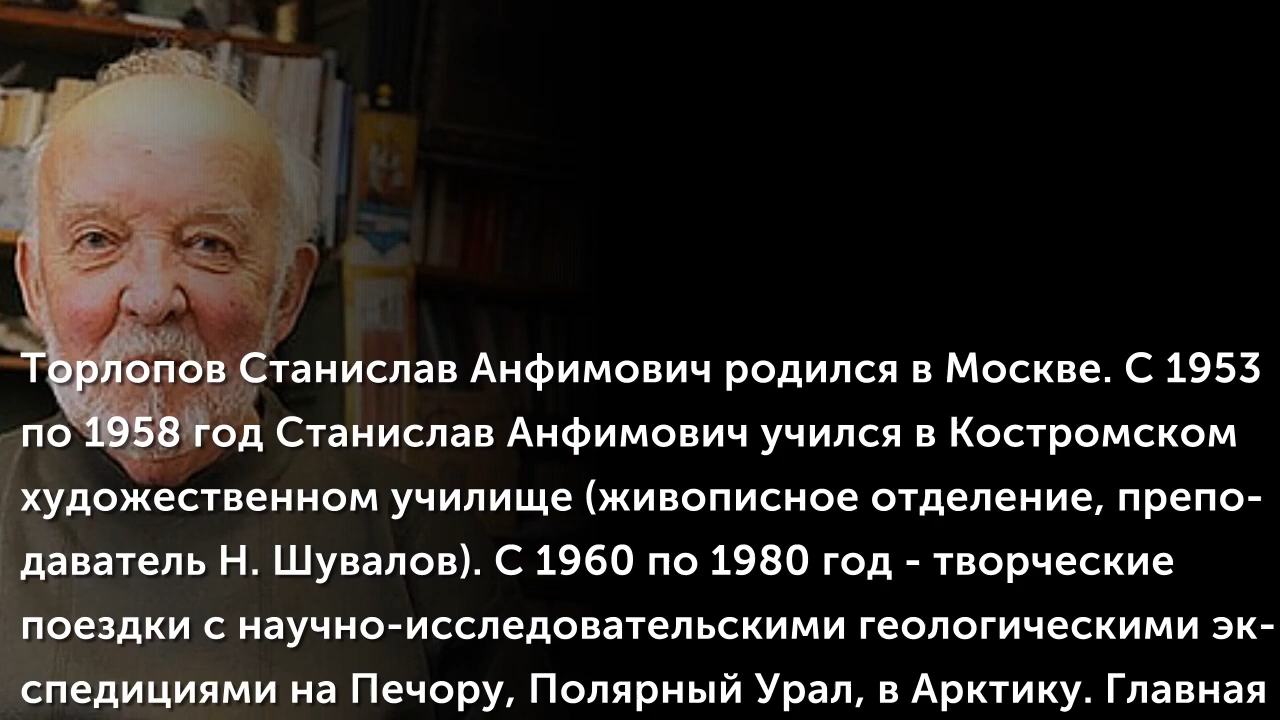 Торлопов Станислав Анфимович родился в Москве. С 1953
по 1958 год Станислав Анфимович учился в Костромском
художественном училище (живописное отделение, препо-
даватель Н. Шувалов). С 1960 по 1980 год - творческие
поездки с научно-исследовательскими геологическими эк-
спедициями на Печору, Полярный Урал, в Арктику. Главная